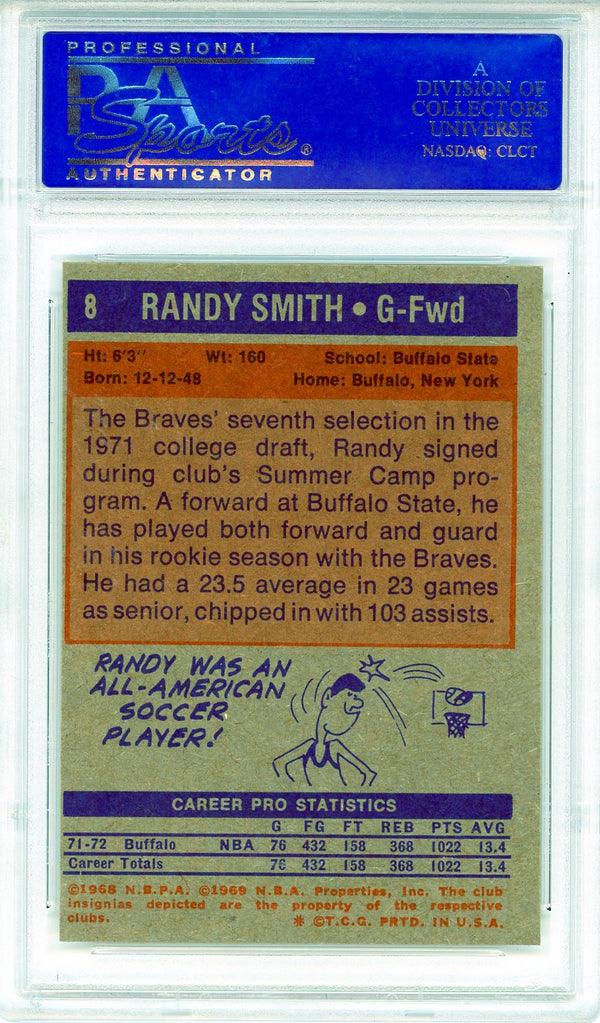 PROFESSIONAL
PSA
Sports®
AUTHENTICATOR
A
DIVISION OF
COLLECTORS
UNIVERSE
NASDAQ: CLCT
8 RANDY SMITH • G-Fwd
Ht: 6'3" Wt: 160 School: Buffalo State
Born: 12-12-48 Home: Buffalo, New York
The Braves' seventh selection in the
1971 college draft, Randy signed
during club's Summer Camp pro-
gram. A forward at Buffalo State, he
has played both forward and guard
in his rookie season with the Braves.
He had a 23.5 average in 23 games
as senior, chipped in with 103 assists.
RANDY WAS AN
ALL-AMERICAN
SOCCER
PLAYER!
CAREER PRO STATISTICS
G FG FT REB PTS AVG
71-72 Buffalo NBA 76 432 158 368 1022 13.4
Career Totals 76 432 158 368 1022 13.4
©1968 N.B.P.A. ©1969 N.B.A. Properties, Inc. The club
insignias depicted are the property of the respective
clubs. * ©T.C.G. PRTD. IN U.S.A.